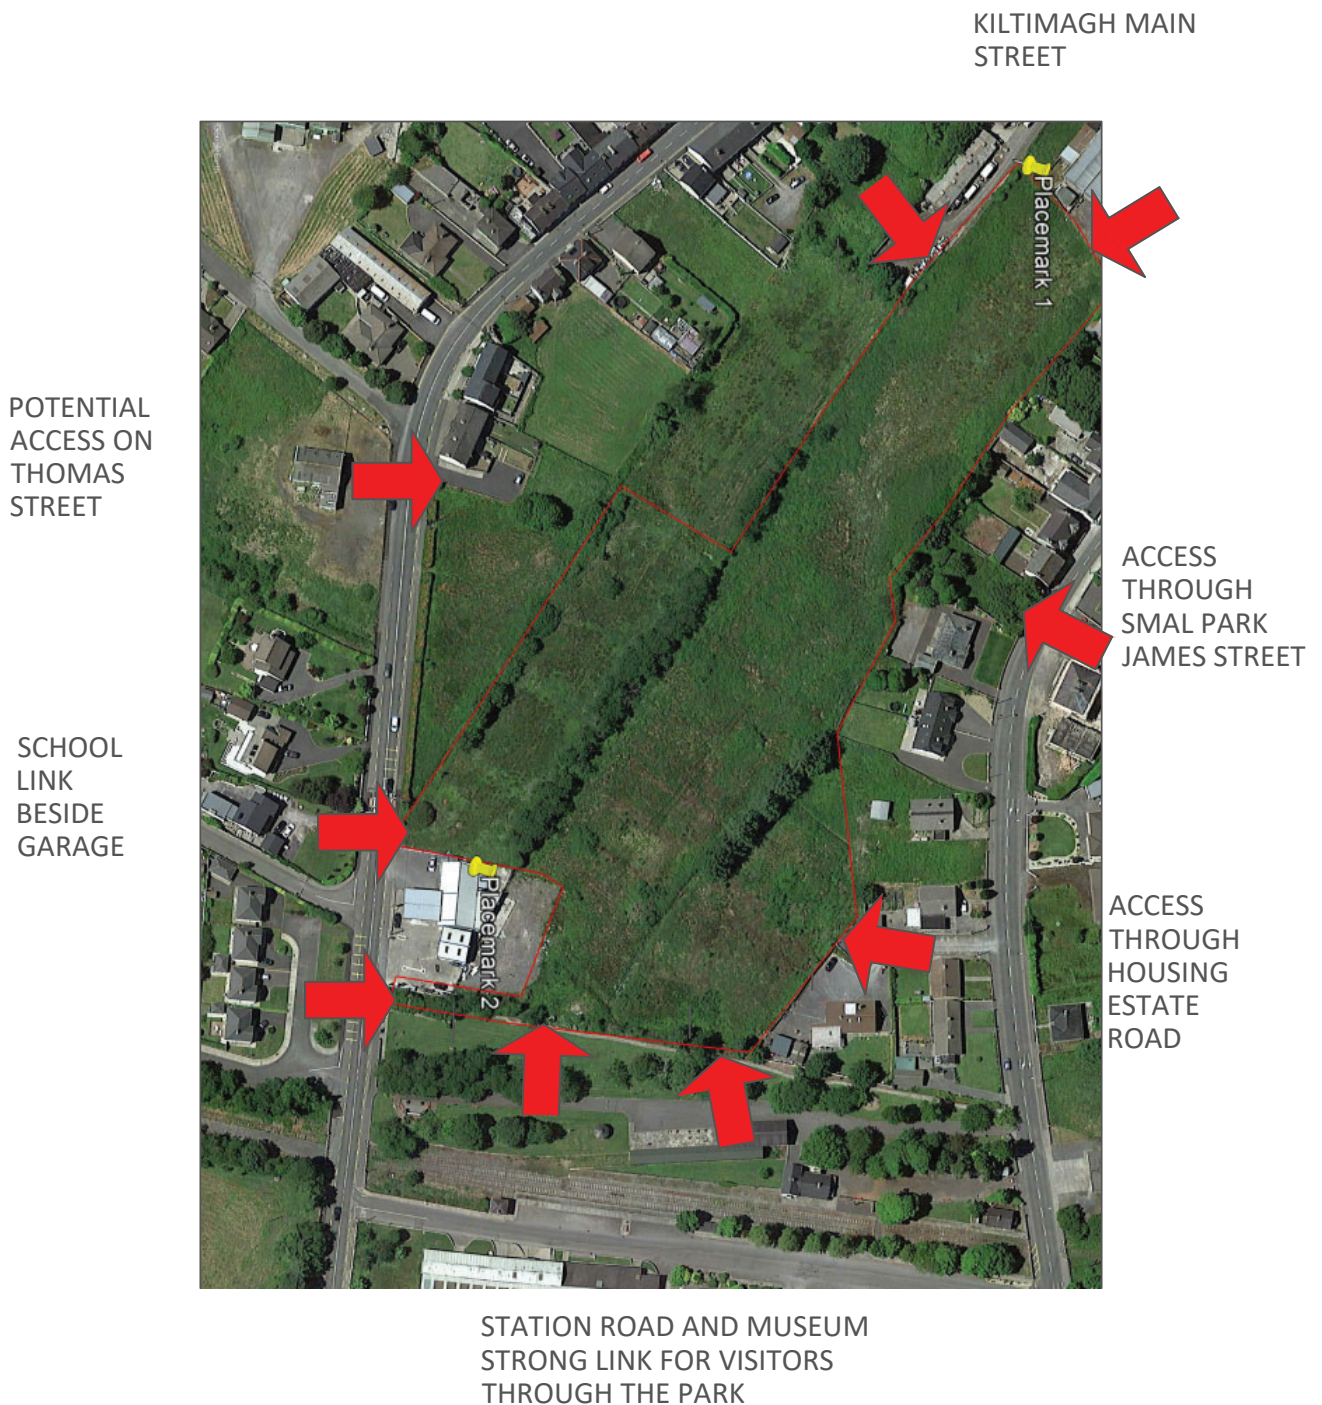 KILTIMAGH MAIN
STREET
Placemark 1
POTENTIAL
ACCESS ON
THOMAS
STREET
ACCESS
THROUGH
SMAL PARK
JAMES STREET
SCHOOL
LINK
BESIDE
GARAGE
Placemark 2
ACCESS
THROUGH
HOUSING
ESTATE
ROAD
STATION ROAD AND MUSEUM
STRONG LINK FOR VISITORS
THROUGH THE PARK